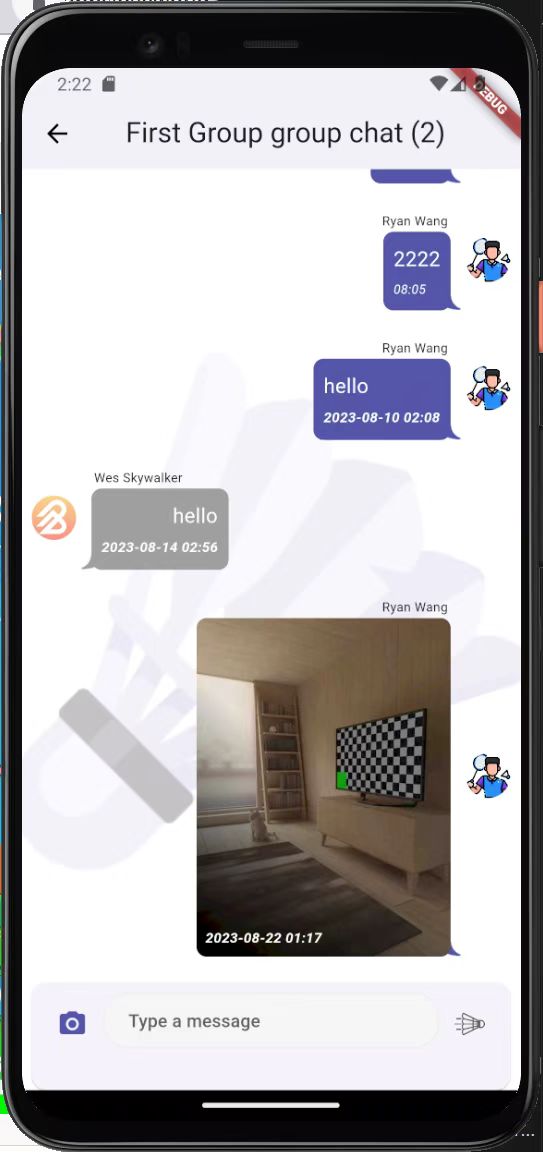 2:22
DEBUG
First Group group chat (2)
Ryan Wang
2222
08:05
Ryan Wang
hello
2023-08-10 02:08
Wes Skywalker
hello
2023-08-14 02:56
Ryan Wang
2023-08-22 01:17
Type a message